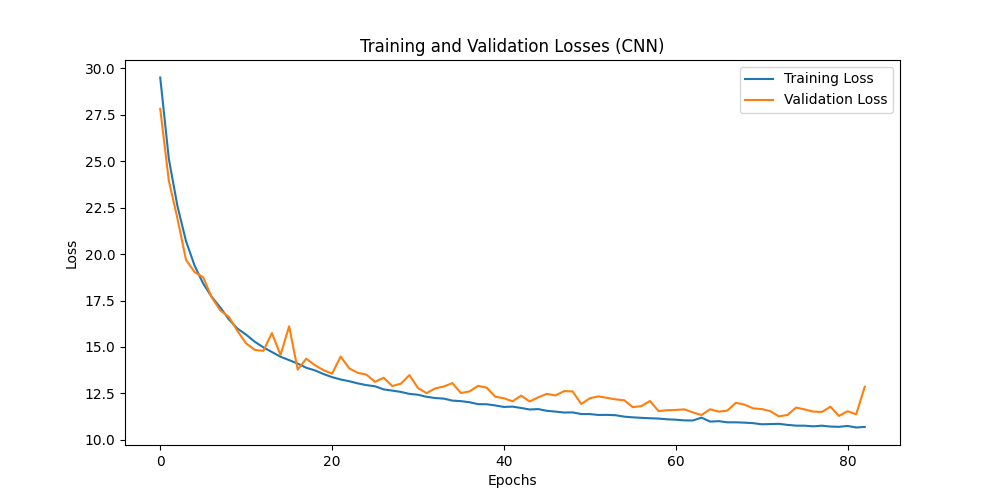 Training and Validation Losses (CNN)
Training Loss
Validation Loss
30.0
27.5
25.0
22.5
20.0
17.5
15.0
12.5
10.0
Loss
0 20 40 60 80
Epochs